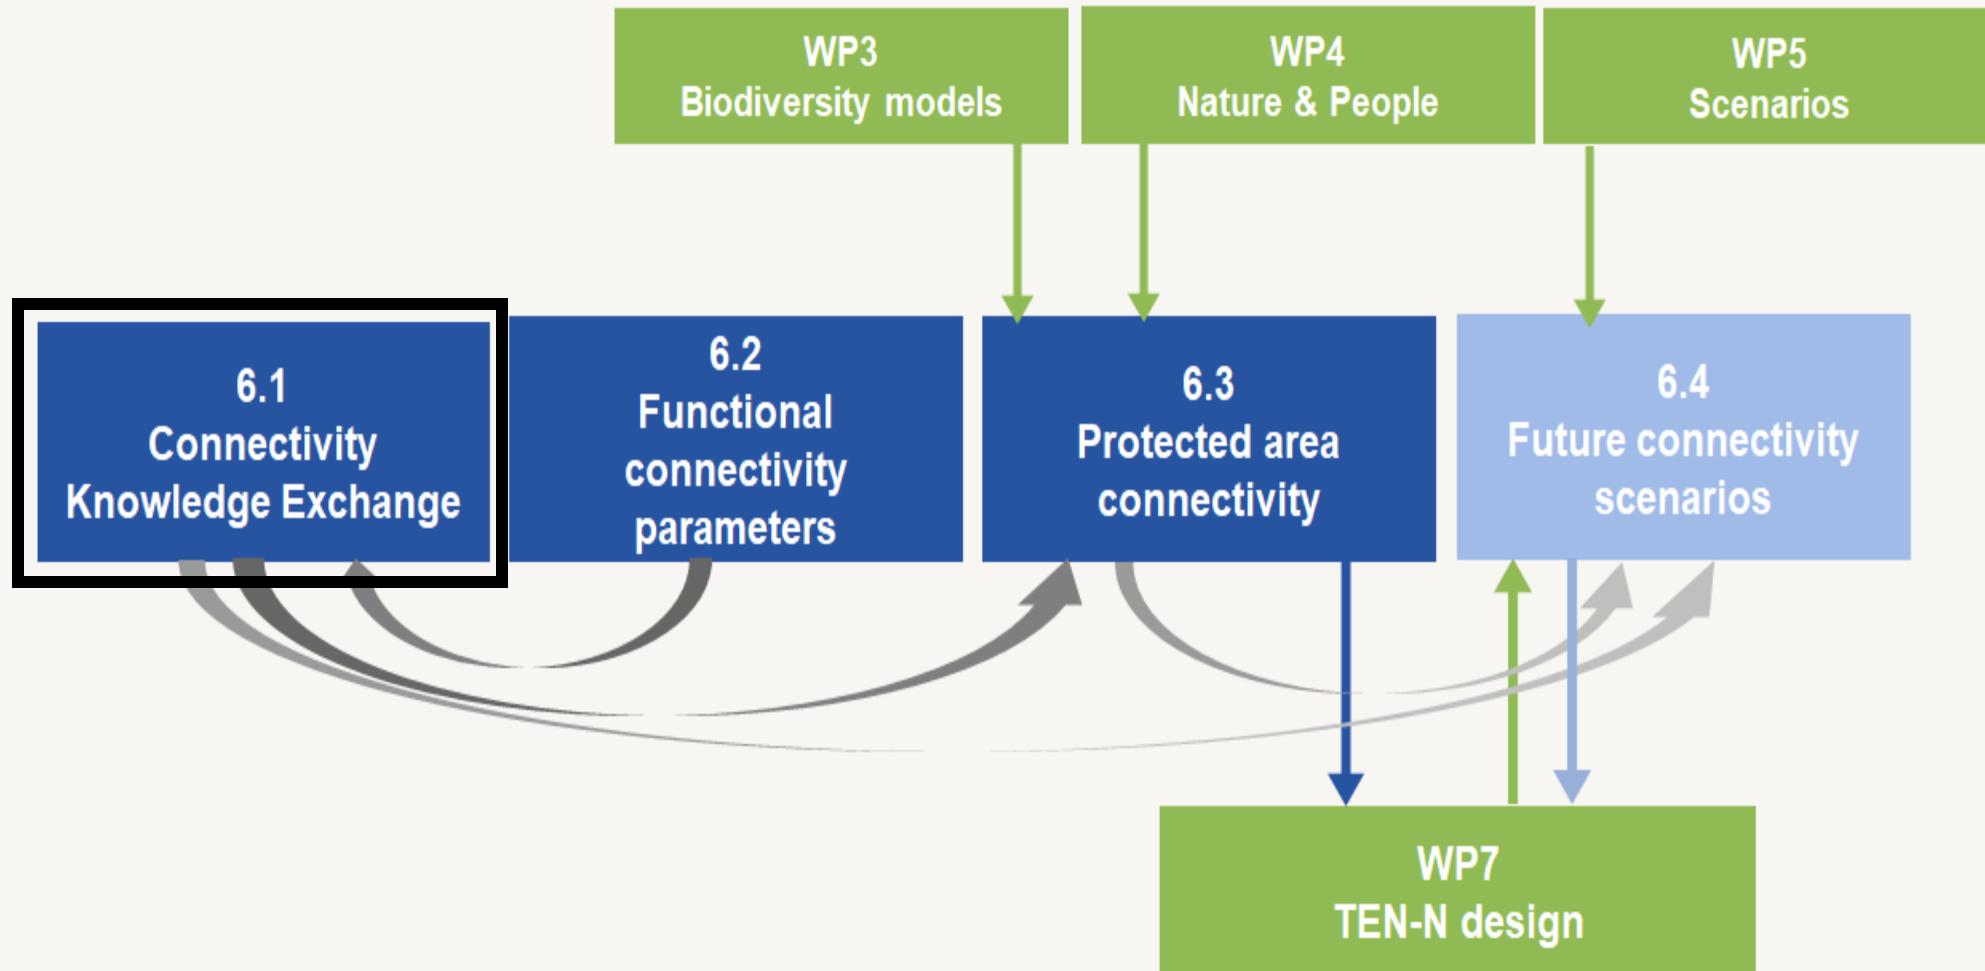 WP3
Biodiversity models
WP4
Nature & People
WP5
Scenarios
6.1
Connectivity
Knowledge Exchange
6.2
Functional
connectivity
parameters
6.3
Protected area
connectivity
6.4
Future connectivity
scenarios
WP7
TEN-N design